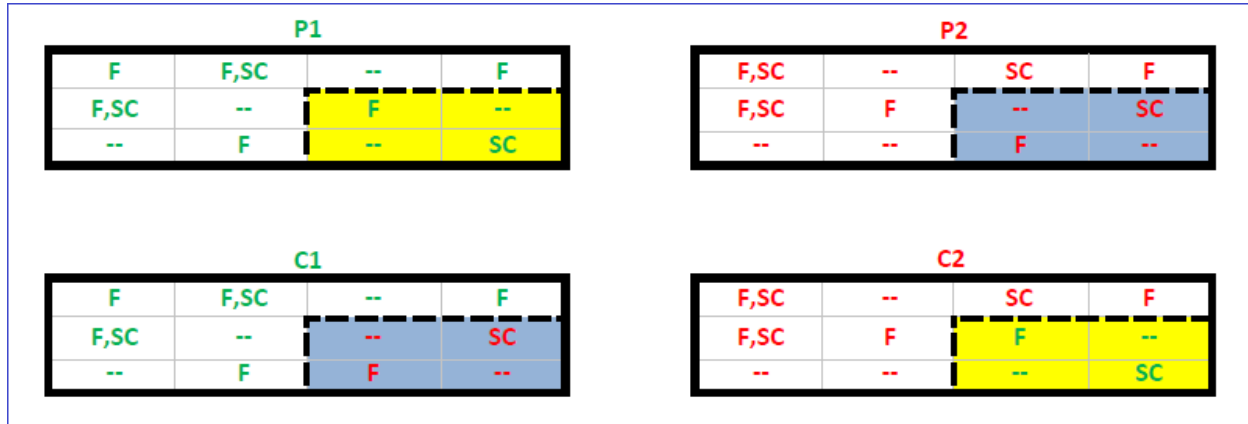 P1 P2
F F,SC -- F F,SC -- SC F
F,SC -- F -- F,SC F -- SC
-- F -- SC -- -- F --
C1 C2
F F,SC -- F F,SC -- SC F
F,SC -- -- SC F,SC F F --
-- F F -- -- -- -- SC